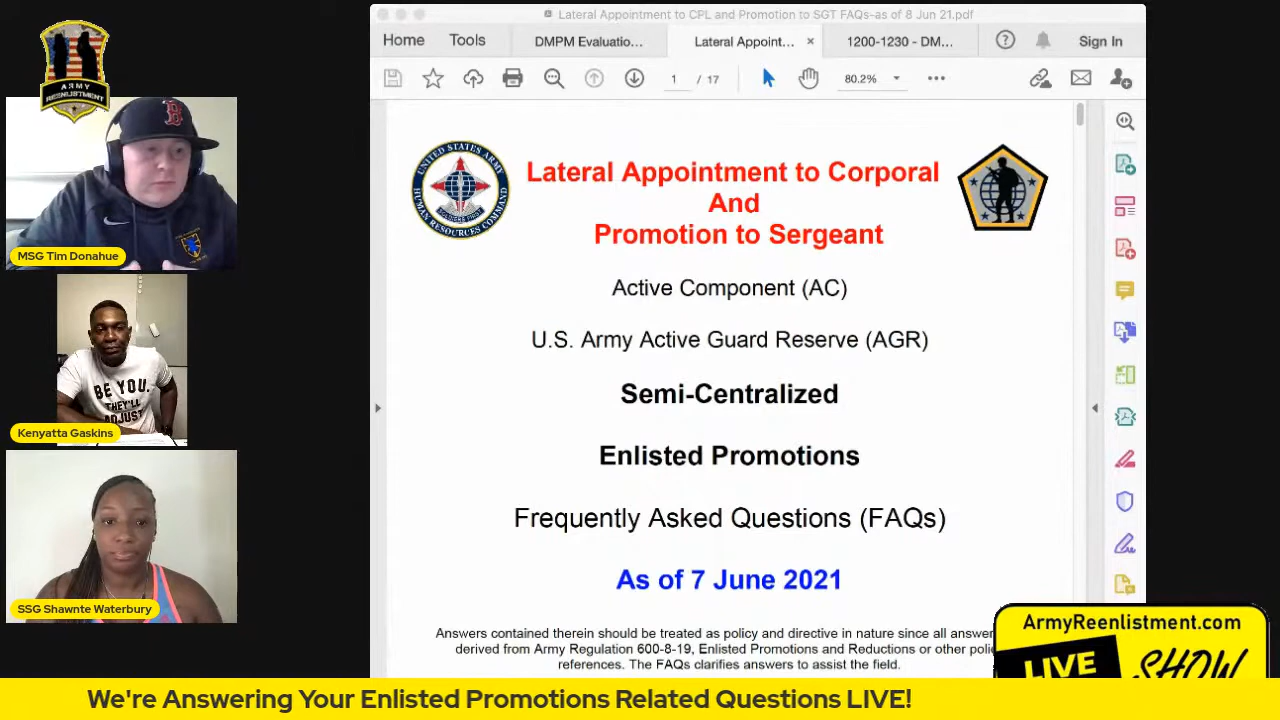 ARMY
REENLISTMENT
B
MSG Tim Donahue
BE YOU.
THEY'LL
ADJUST
Kenyatta Gaskins
SSG Shawnte Waterbury
Lateral Appointment to CPL and Promotion to SGT FAQs-as of 8 Jun 21.pdf
Home Tools DMPM Evaluatio... Lateral Appoint... × 1200-1230 - DM... Sign In
1 / 17 80.2%
UNITED STATES ARMY
HUMAN RESOURCES COMMAND
SOLDIERS FIRST
Lateral Appointment to Corporal
And
Promotion to Sergeant
Active Component (AC)
U.S. Army Active Guard Reserve (AGR)
Semi-Centralized
Enlisted Promotions
Frequently Asked Questions (FAQs)
As of 7 June 2021
Answers contained therein should be treated as policy and directive in nature since all answer
derived from Army Regulation 600-8-19, Enlisted Promotions and Reductions or other poli
references. The FAQs clarifies answers to assist the field.
ArmyReenlistment.com
LIVE SHOW
We're Answering Your Enlisted Promotions Related Questions LIVE!